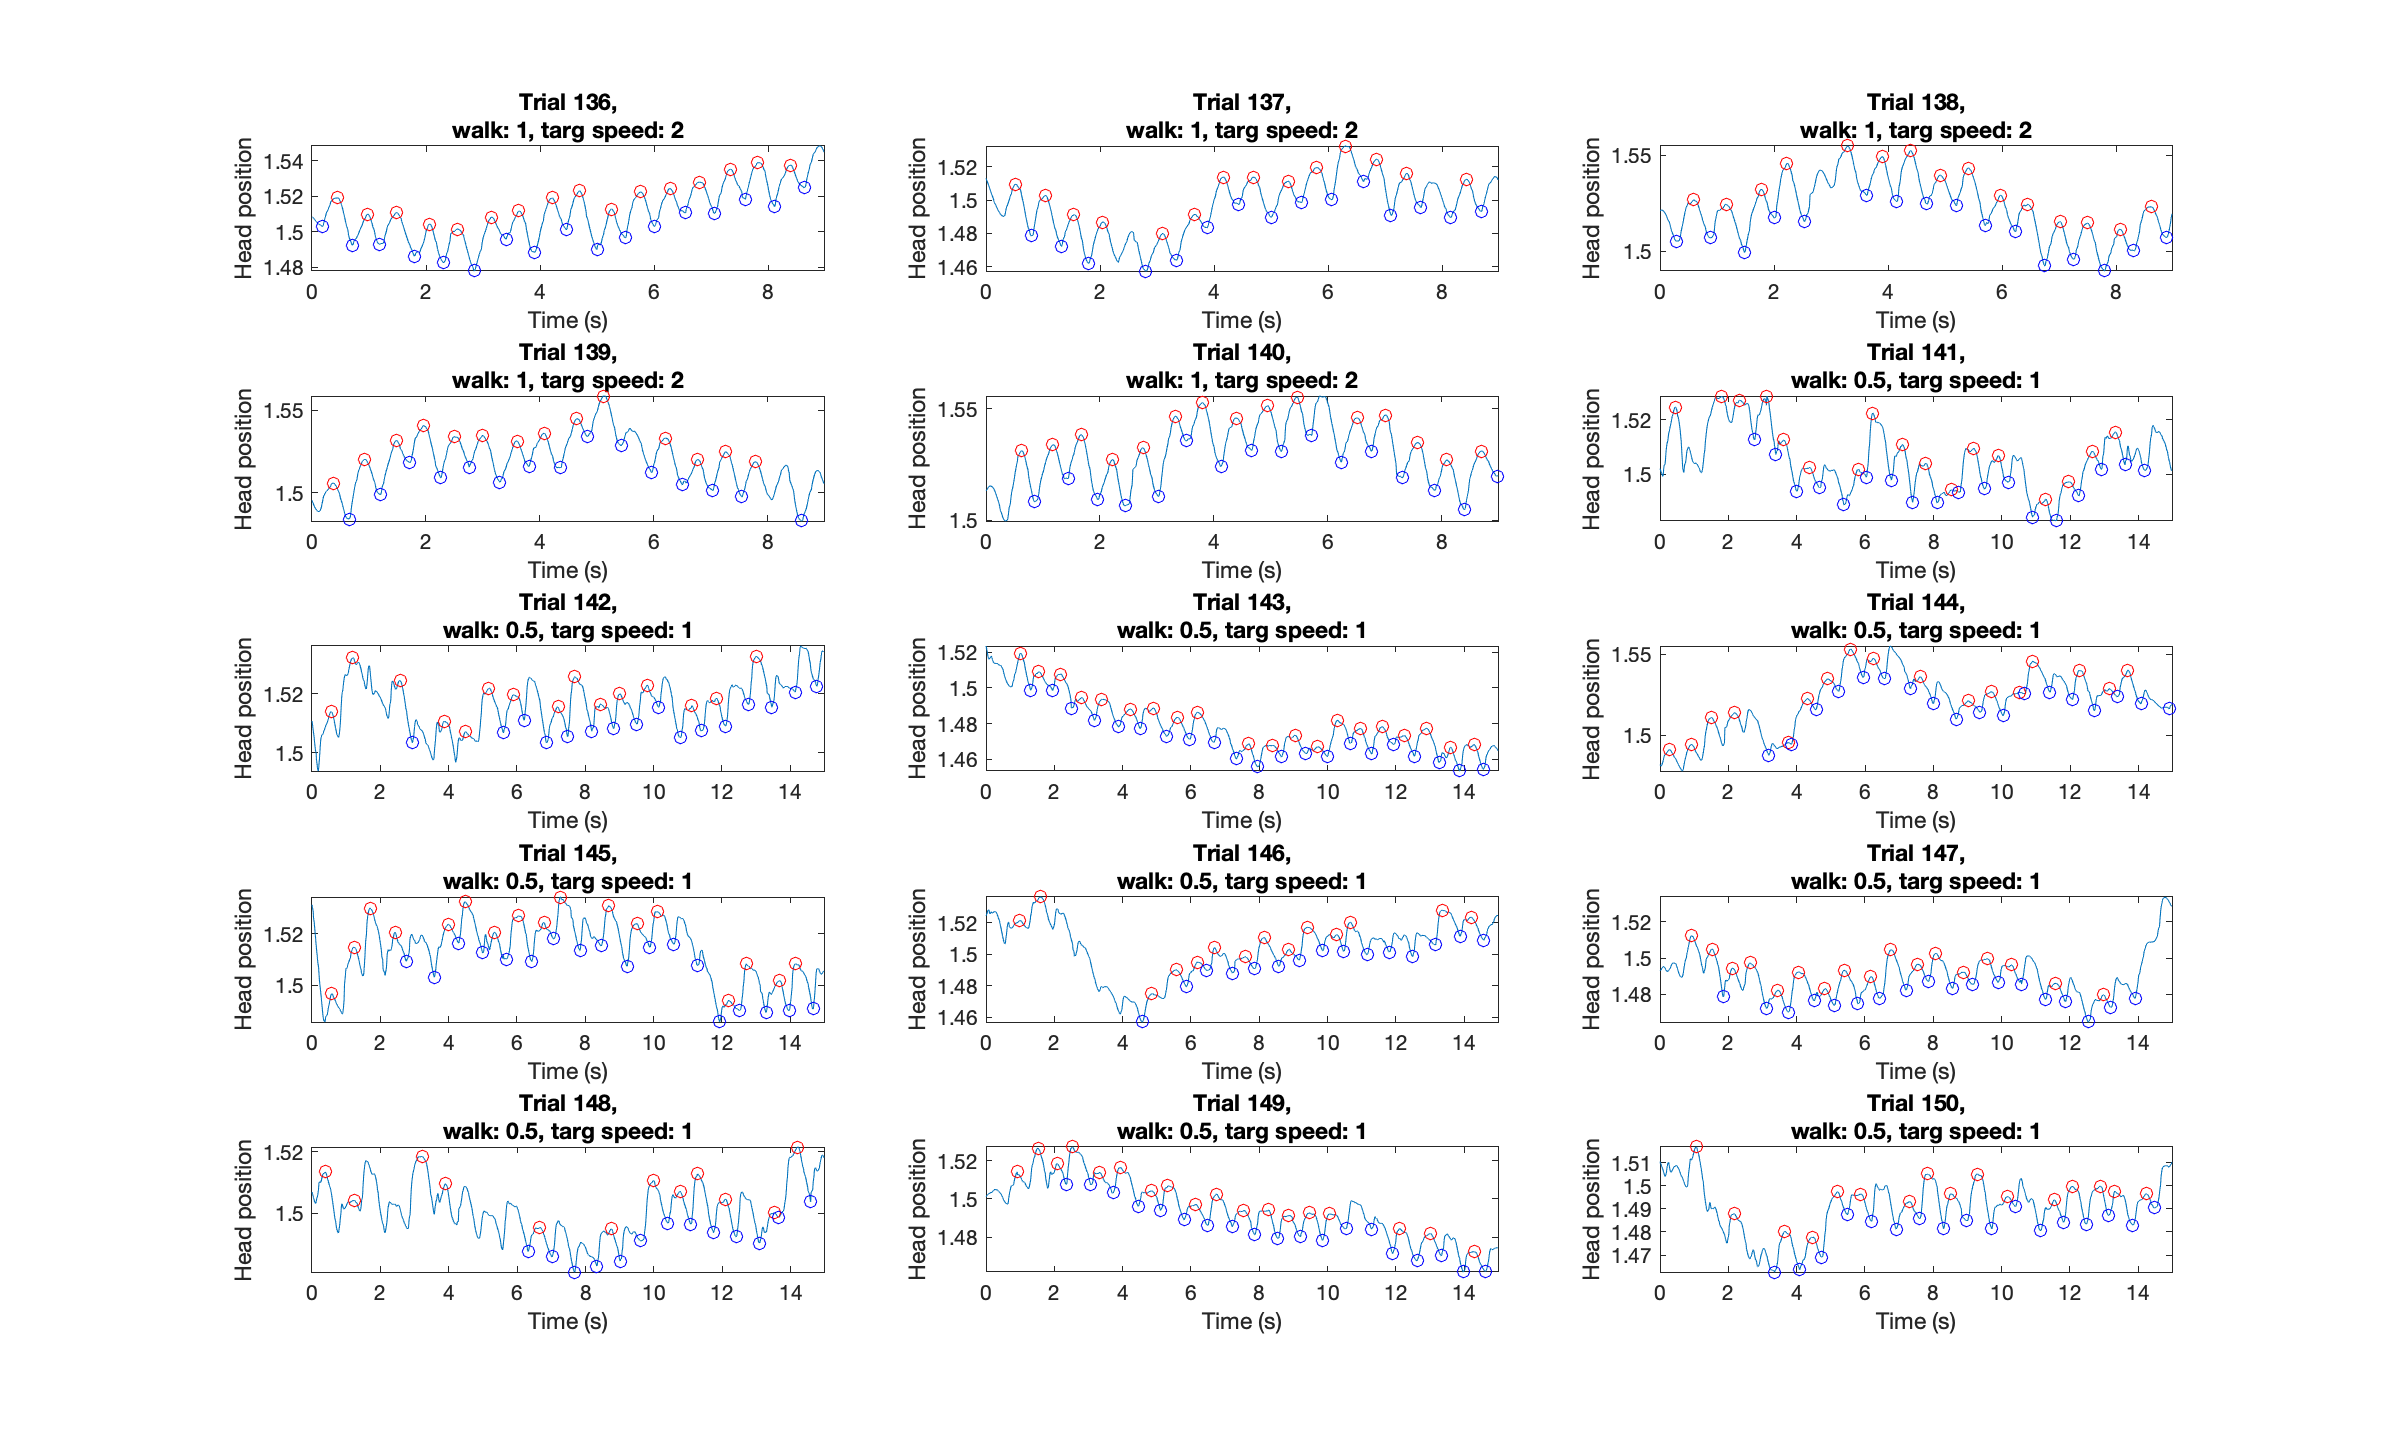 Trial 136,
walk: 1, targ speed: 2
Head position
1.54
1.52
1.5
1.48
0 2 4 6 8
Time (s)
Trial 137,
walk: 1, targ speed: 2
Head position
1.52
1.5
1.48
1.46
0 2 4 6 8
Time (s)
Trial 138,
walk: 1, targ speed: 2
Head position
1.55
1.5
0 2 4 6 8
Time (s)
Trial 139,
walk: 1, targ speed: 2
Head position
1.55
1.5
0 2 4 6 8
Time (s)
Trial 140,
walk: 1, targ speed: 2
Head position
1.55
1.5
0 2 4 6 8
Time (s)
Trial 141,
walk: 0.5, targ speed: 1
Head position
1.52
1.5
0 2 4 6 8 10 12 14
Time (s)
Trial 142,
walk: 0.5, targ speed: 1
Head position
1.52
1.5
0 2 4 6 8 10 12 14
Time (s)
Trial 143,
walk: 0.5, targ speed: 1
Head position
1.52
1.5
1.48
1.46
0 2 4 6 8 10 12 14
Time (s)
Trial 144,
walk: 0.5, targ speed: 1
Head position
1.55
1.5
0 2 4 6 8 10 12 14
Time (s)
Trial 145,
walk: 0.5, targ speed: 1
Head position
1.52
1.5
0 2 4 6 8 10 12 14
Time (s)
Trial 146,
walk: 0.5, targ speed: 1
Head position
1.52
1.5
1.48
1.46
0 2 4 6 8 10 12 14
Time (s)
Trial 147,
walk: 0.5, targ speed: 1
Head position
1.52
1.5
1.48
0 2 4 6 8 10 12 14
Time (s)
Trial 148,
walk: 0.5, targ speed: 1
Head position
1.52
1.5
0 2 4 6 8 10 12 14
Time (s)
Trial 149,
walk: 0.5, targ speed: 1
Head position
1.52
1.5
1.48
0 2 4 6 8 10 12 14
Time (s)
Trial 150,
walk: 0.5, targ speed: 1
Head position
1.51
1.5
1.49
1.48
1.47
0 2 4 6 8 10 12 14
Time (s)